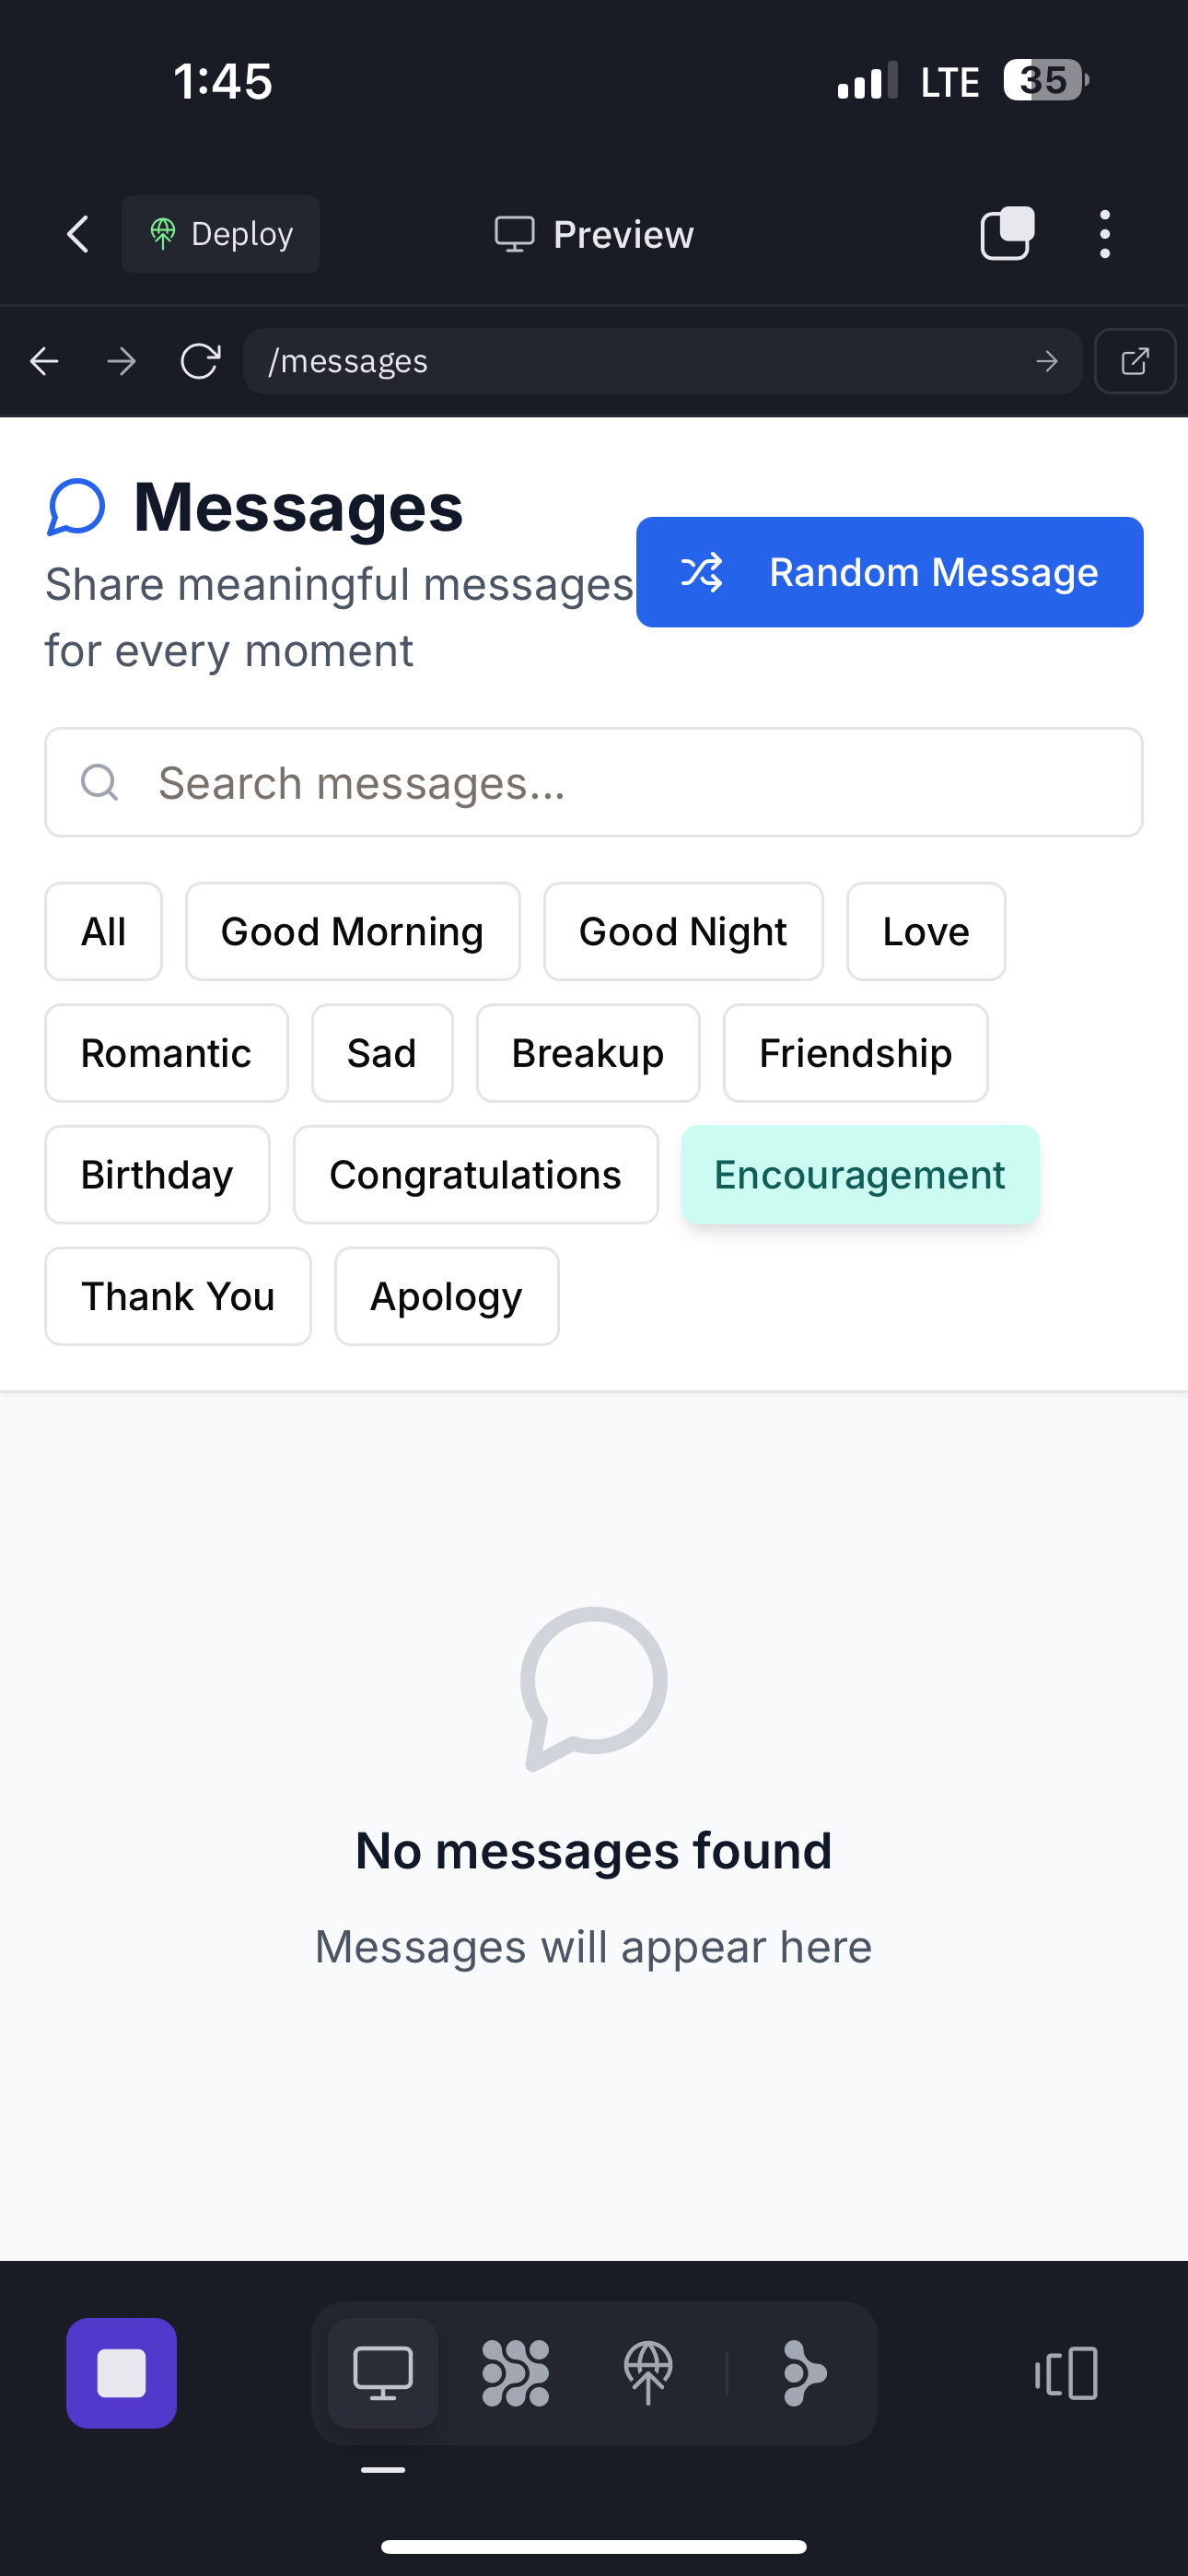 1:45 LTE 35
Deploy Preview
/messages
Messages
Random Message
Share meaningful messages
for every moment
Search messages...
All Good Morning Good Night Love
Romantic Sad Breakup Friendship
Birthday Congratulations Encouragement
Thank You Apology
No messages found
Messages will appear here